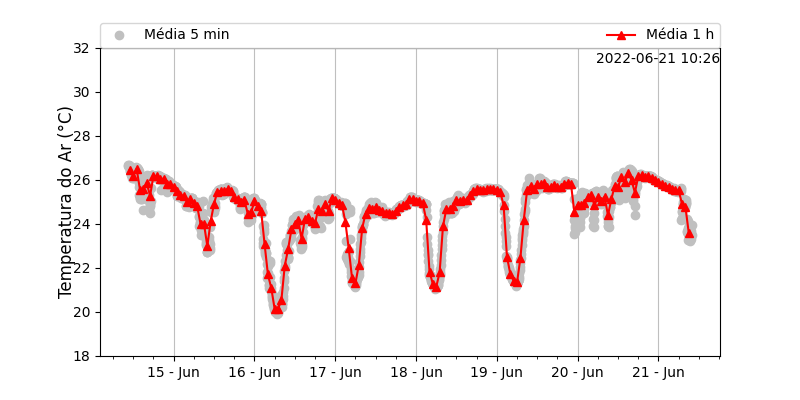 Média 5 min
Média 1 h
2022-06-21 10:26
Temperatura do Ar (°C)
32
30
28
26
24
22
20
18
15 - Jun
16 - Jun
17 - Jun
18 - Jun
19 - Jun
20 - Jun
21 - Jun